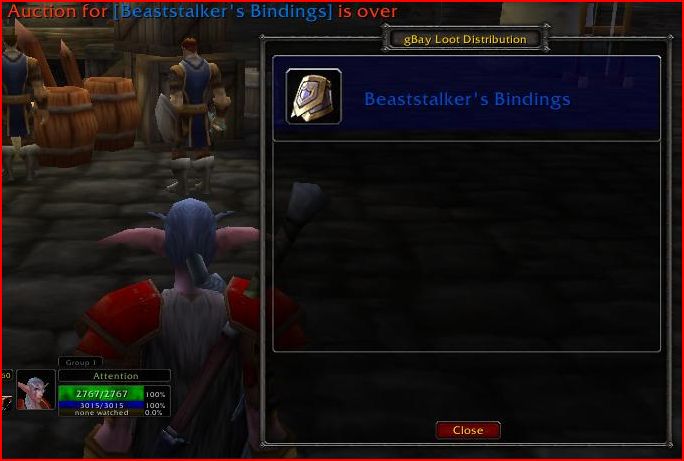 Auction for [Beaststalker's Bindings] is over
gBay Loot Distribution
Beaststalker's Bindings
Group 1
60
Attention
2767/2767 100%
3015/3015 100%
none watched 0.0%
Close